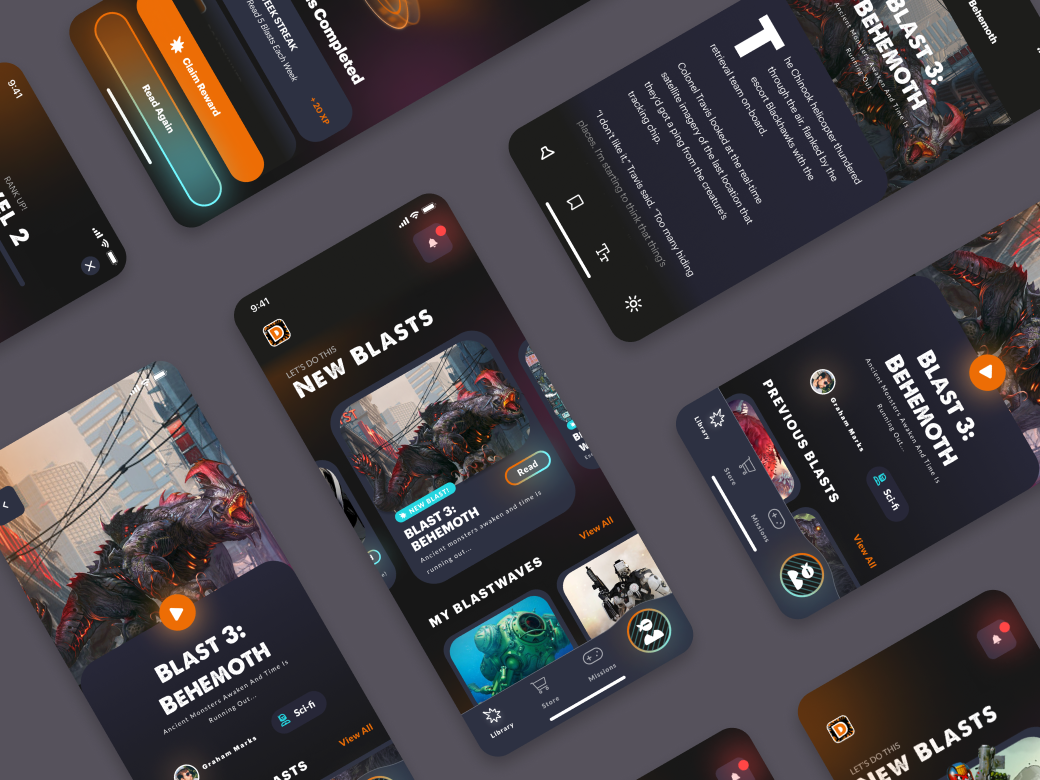 9:41
RANK UP!
VEL 2
Read Again
Claim Reward
EEK STREAK
Read 5 Blasts Each Week
+20 XP
s Completed
The Chinook helicopter thundered
through the air, flanked by the
escort Blackhawks with the
retrieval team on board.
Colonel Travis looked at the real-time
satellite imagery of the last location that
they'd got a ping from the creature's
tracking chip.
"I don't like it," Travis said. "Too many hiding
places. I'm starting to think that thing's
BLAST 3:
BEHEMOTH
Ancient Monsters Awaken And Time Is
Running Out...
Behemoth
9:41
D
LET'S DO THIS
NEW BLASTS
NEW BLAST!
Read
BLAST 3:
BEHEMOTH
Ancient monsters awaken and time is
running out...
MY BLASTWAVES
View All
Library
Store
Missions
BLAST 3:
BEHEMOTH
Ancient Monsters Awaken And Time Is
Running Out...
Sci-fi
Graham Marks
View All
ASTS
BLAST 3:
BEHEMOTH
Ancient Monsters Awaken And Time Is
Running Out...
Graham Marks
Sci-fi
PREVIOUS BLASTS
View All
Library
Store
Missions
D
LET'S DO THIS
NEW BLASTS